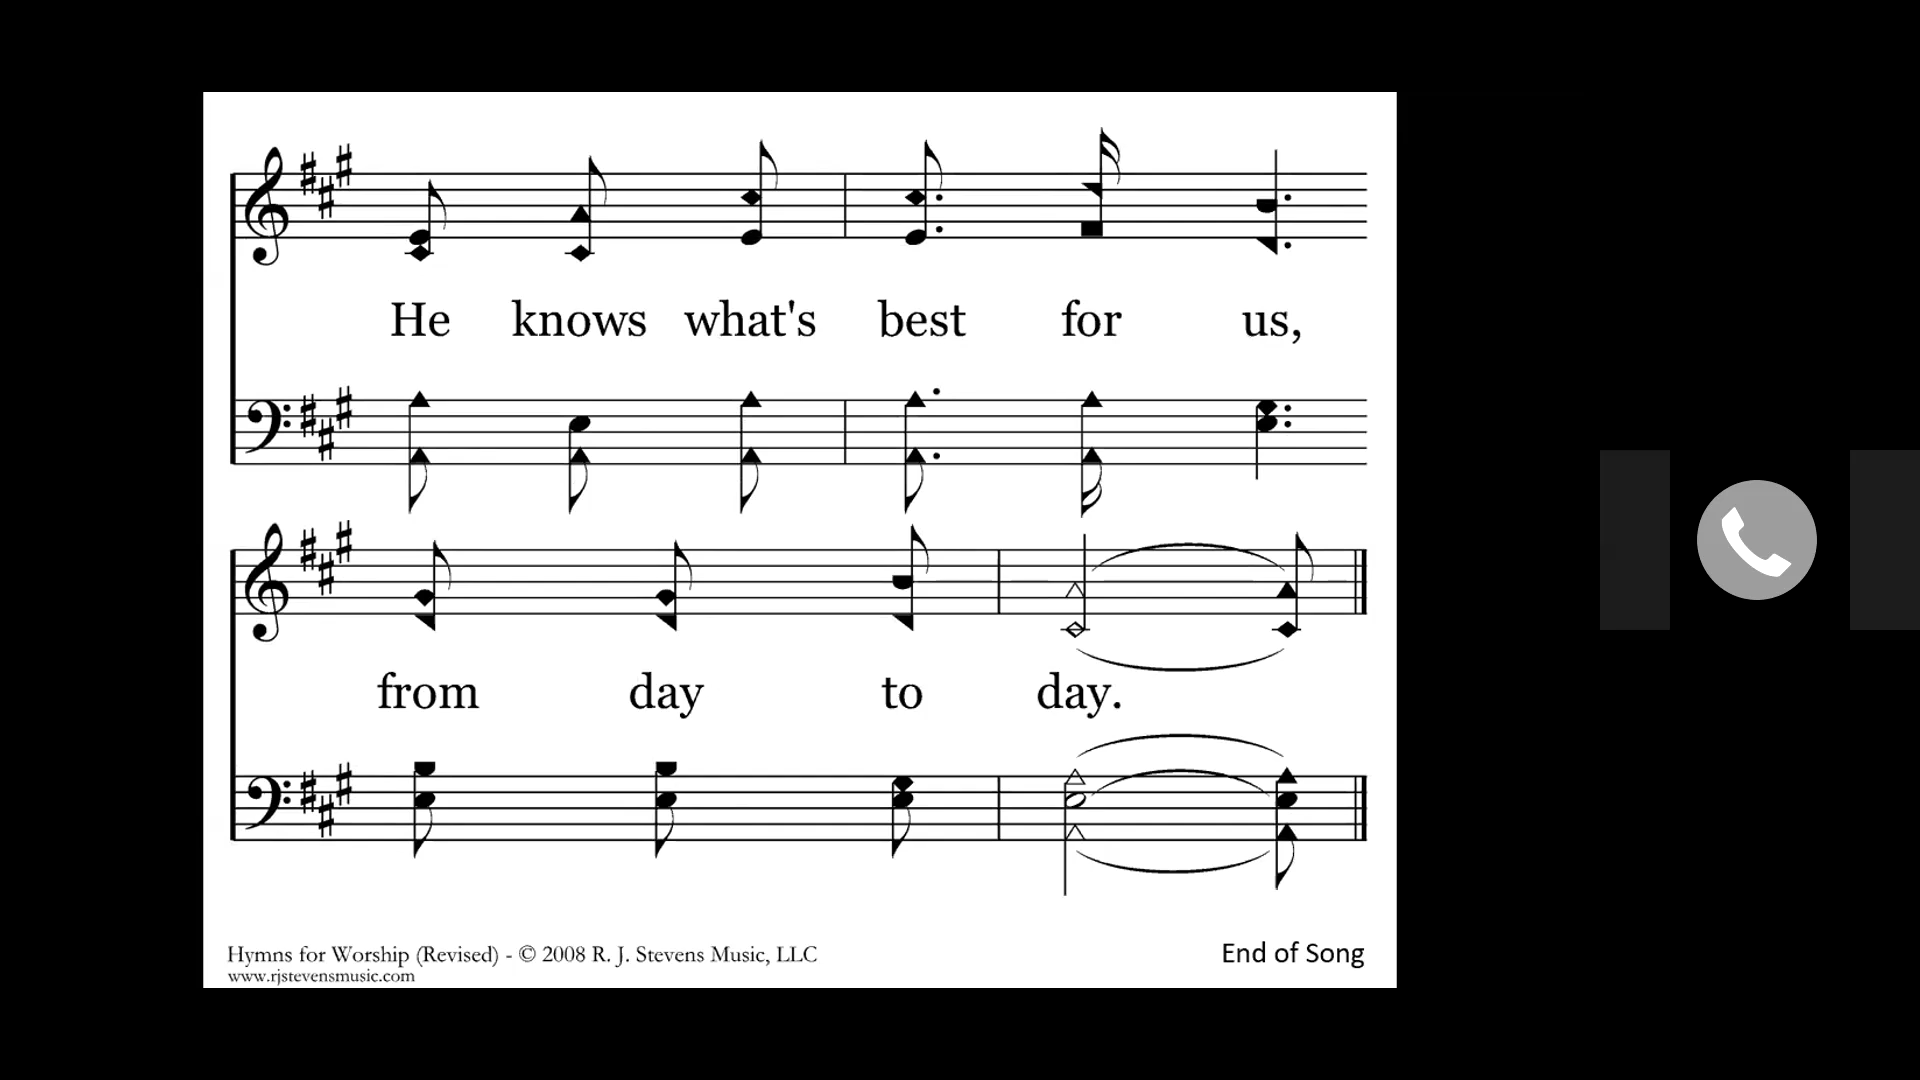 He knows what's best for us,
from day to day.
Hymns for Worship (Revised) - © 2008 R. J. Stevens Music, LLC
www.rjstevensmusic.com
End of Song